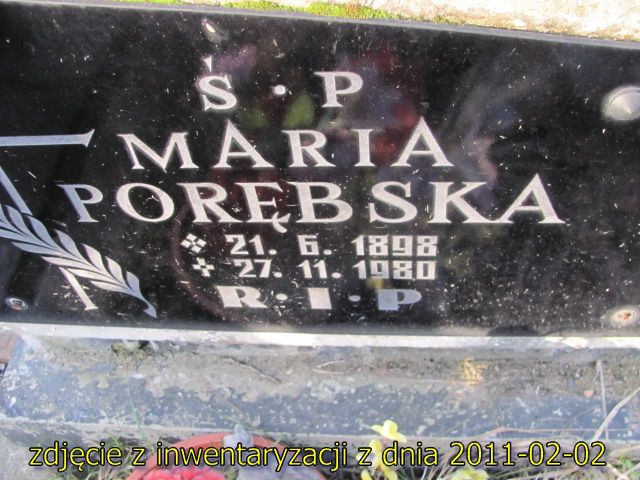 Ś.P
MARIA
PORĘBSKA
21. 6. 1898
+ 27. 11. 1980
R.I.P
zdjęcie z inwentaryzacji z dnia 2011-02-02